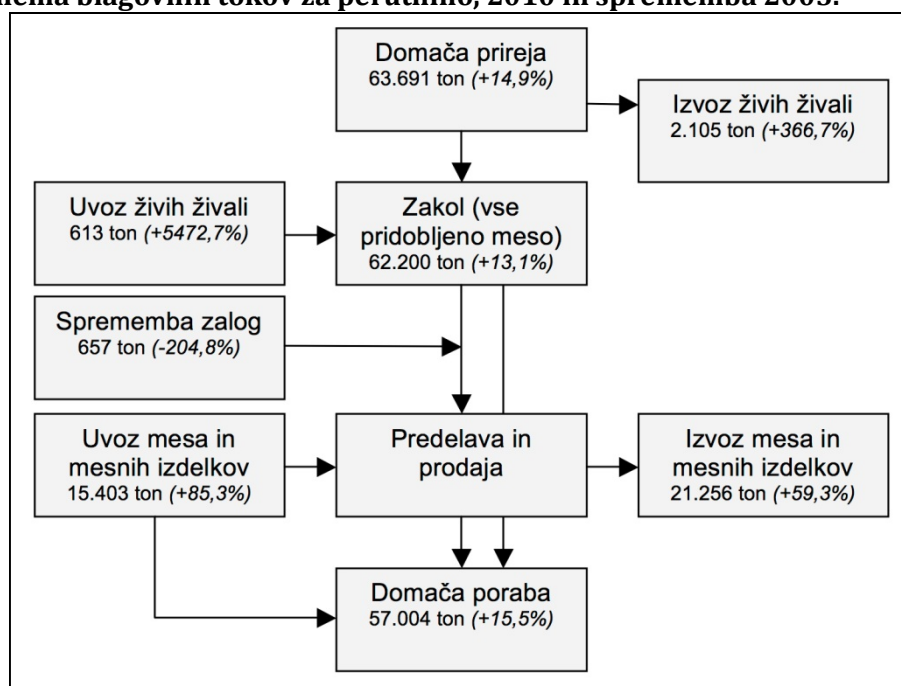 blagovnih tokov za perutnino, 2010 in sprememba 2005.
Domača prireja
63.691 ton (+14,9%)
Izvoz živih živali
2.105 ton (+366,7%)
Uvoz živih živali
613 ton (+5472,7%)
Zakol (vse
pridobljeno meso)
62.200 ton (+13,1%)
Sprememba zalog
657 ton (-204,8%)
Uvoz mesa in
mesnih izdelkov
15.403 ton (+85,3%)
Predelava in
prodaja
Izvoz mesa in
mesnih izdelkov
21.256 ton (+59,3%)
Domača poraba
57.004 ton (+15,5%)